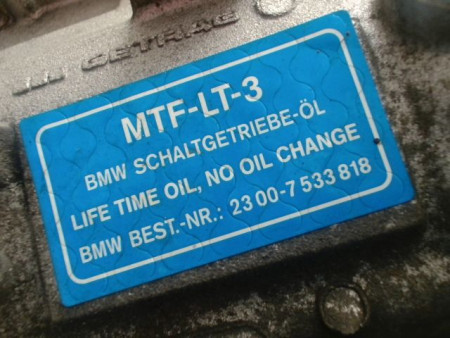 GETRAG
MTF-LT-3
BMW SCHALTGETRIEBE-ÖL
LIFE TIME OIL, NO OIL CHANGE
BMW BEST.-NR.: 23 00-7 533 818